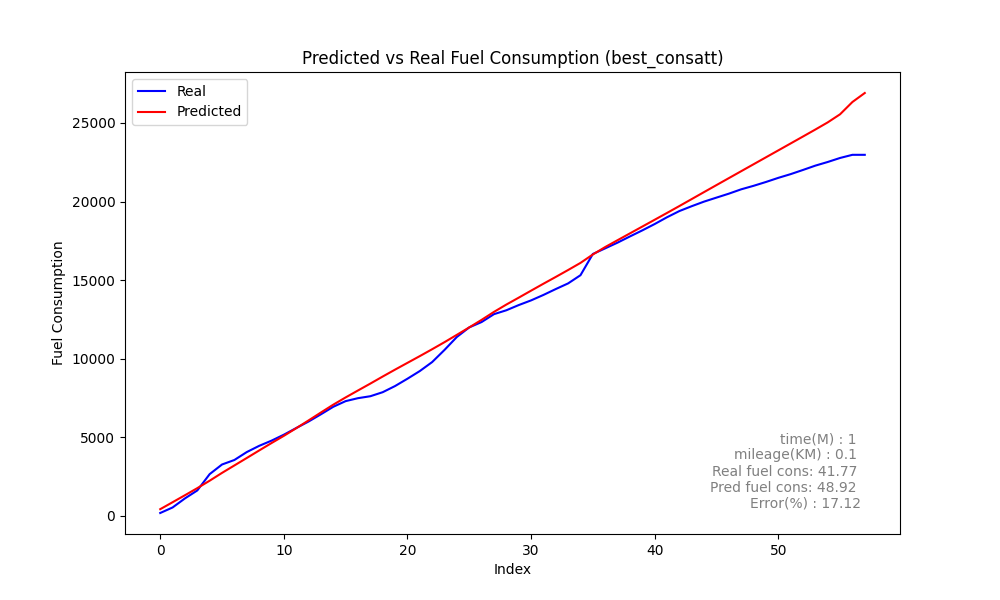 Predicted vs Real Fuel Consumption (best_consatt)
Real
Predicted
Fuel Consumption
25000
20000
15000
10000
5000
0
time(M) : 1
mileage(KM) : 0.1
Real fuel cons: 41.77
Pred fuel cons: 48.92
Error(%) : 17.12
0 10 20 30 40 50
Index